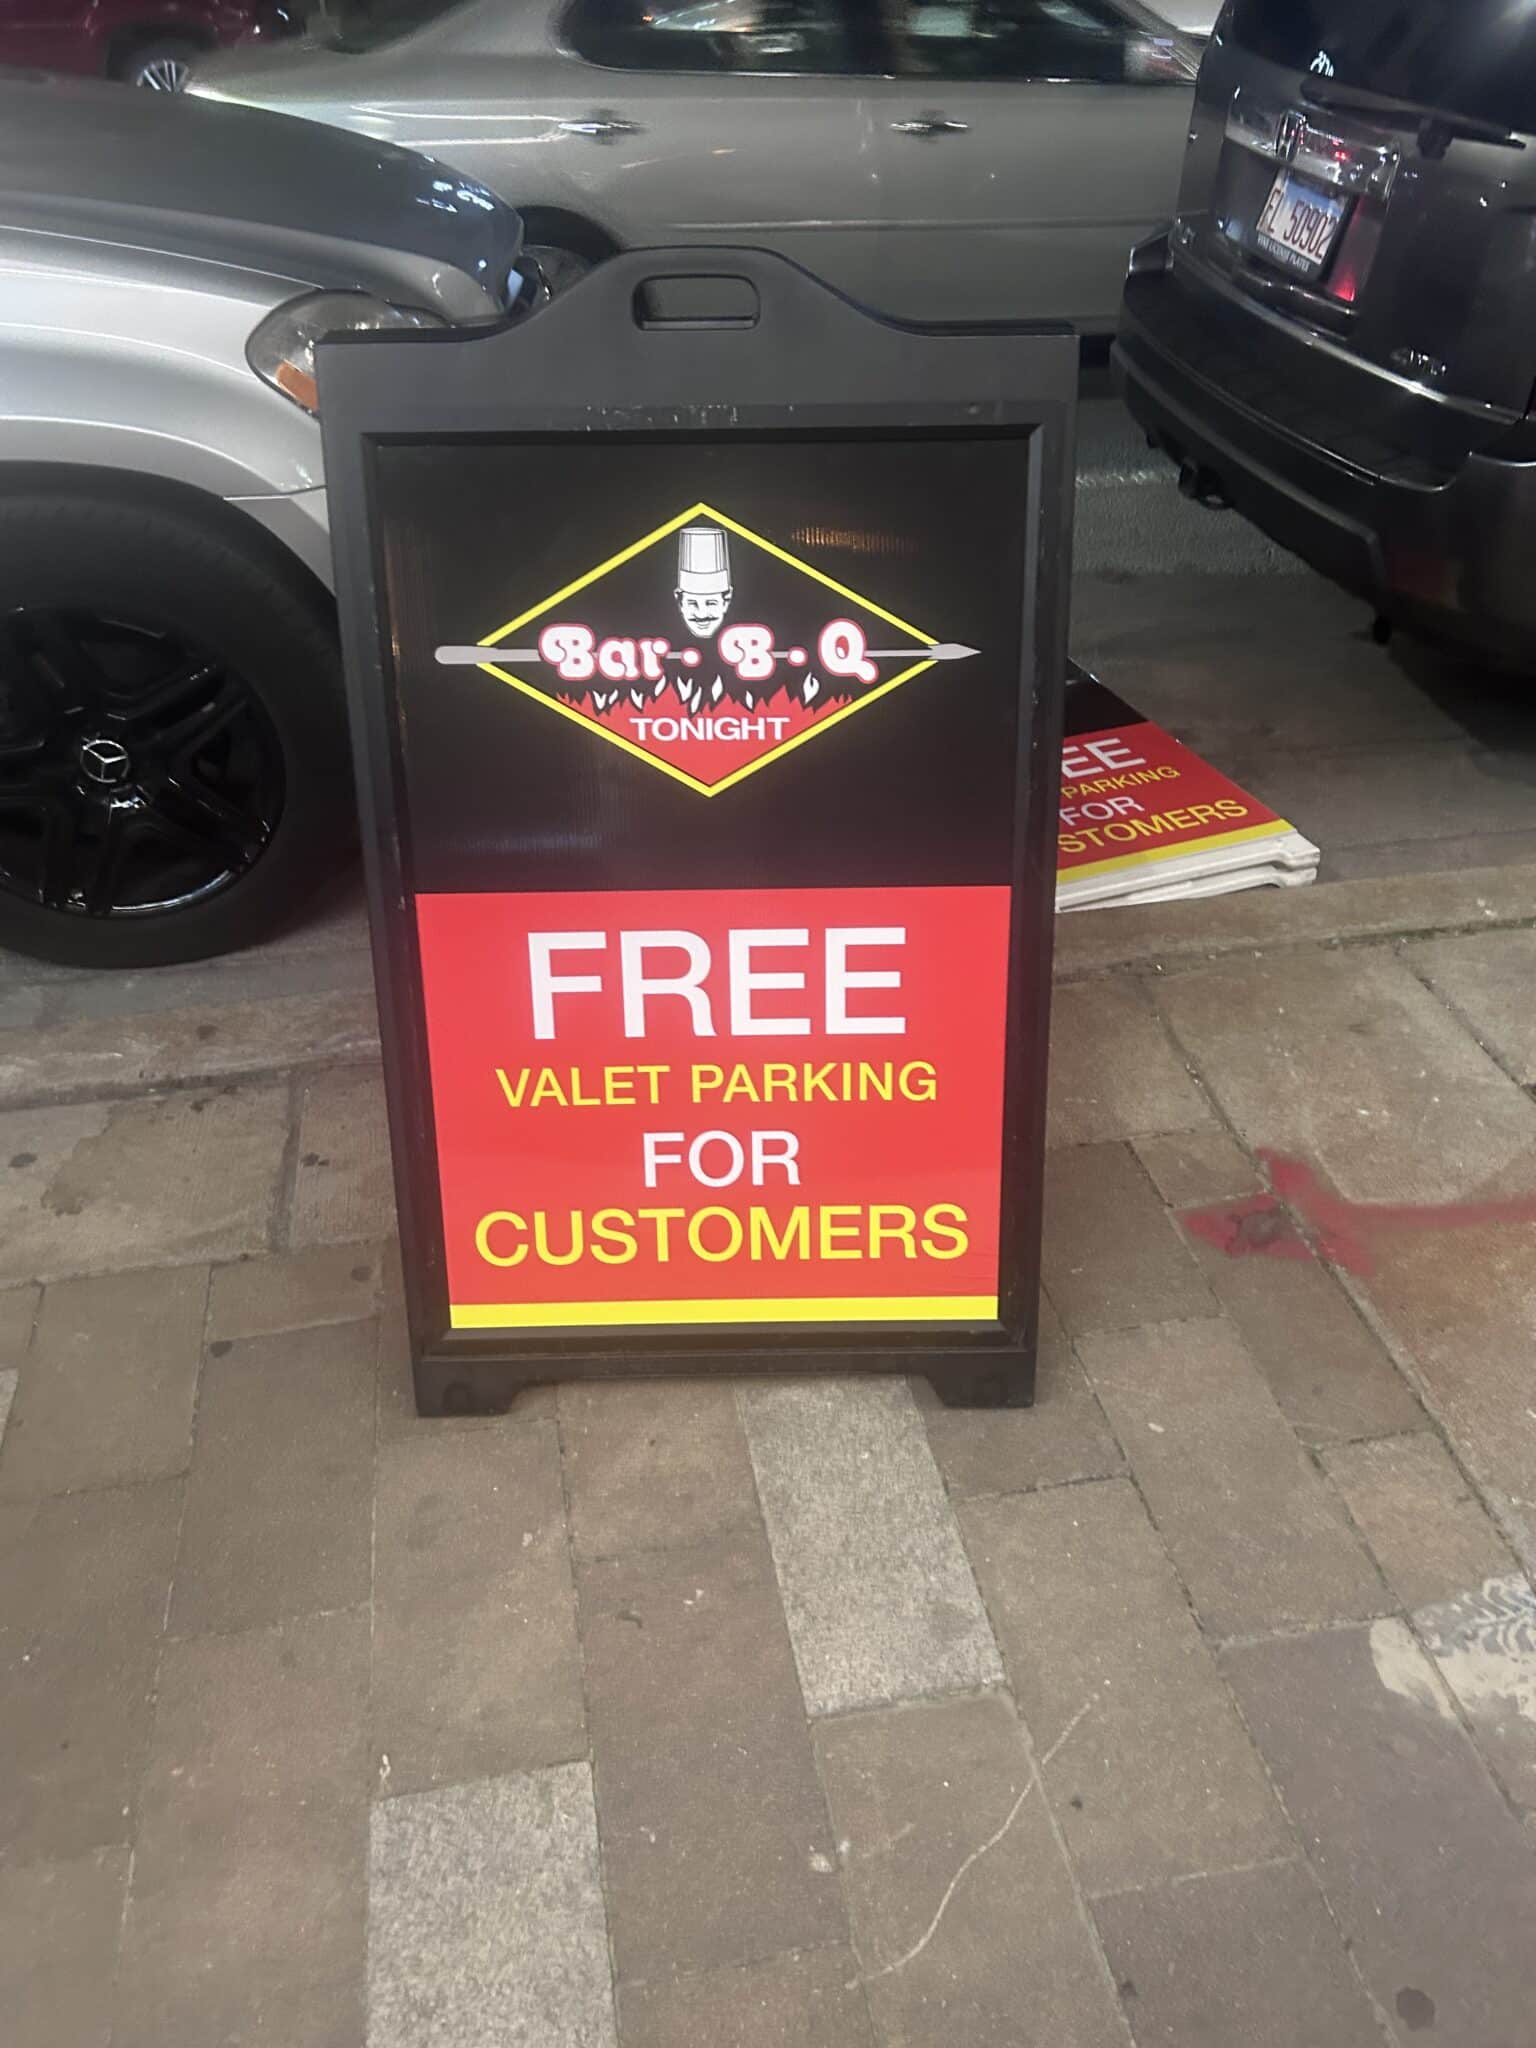 Bar-B-Q
TONIGHT
FREE
VALET PARKING
FOR
CUSTOMERS
EE
PARKING
FOR
STOMERS